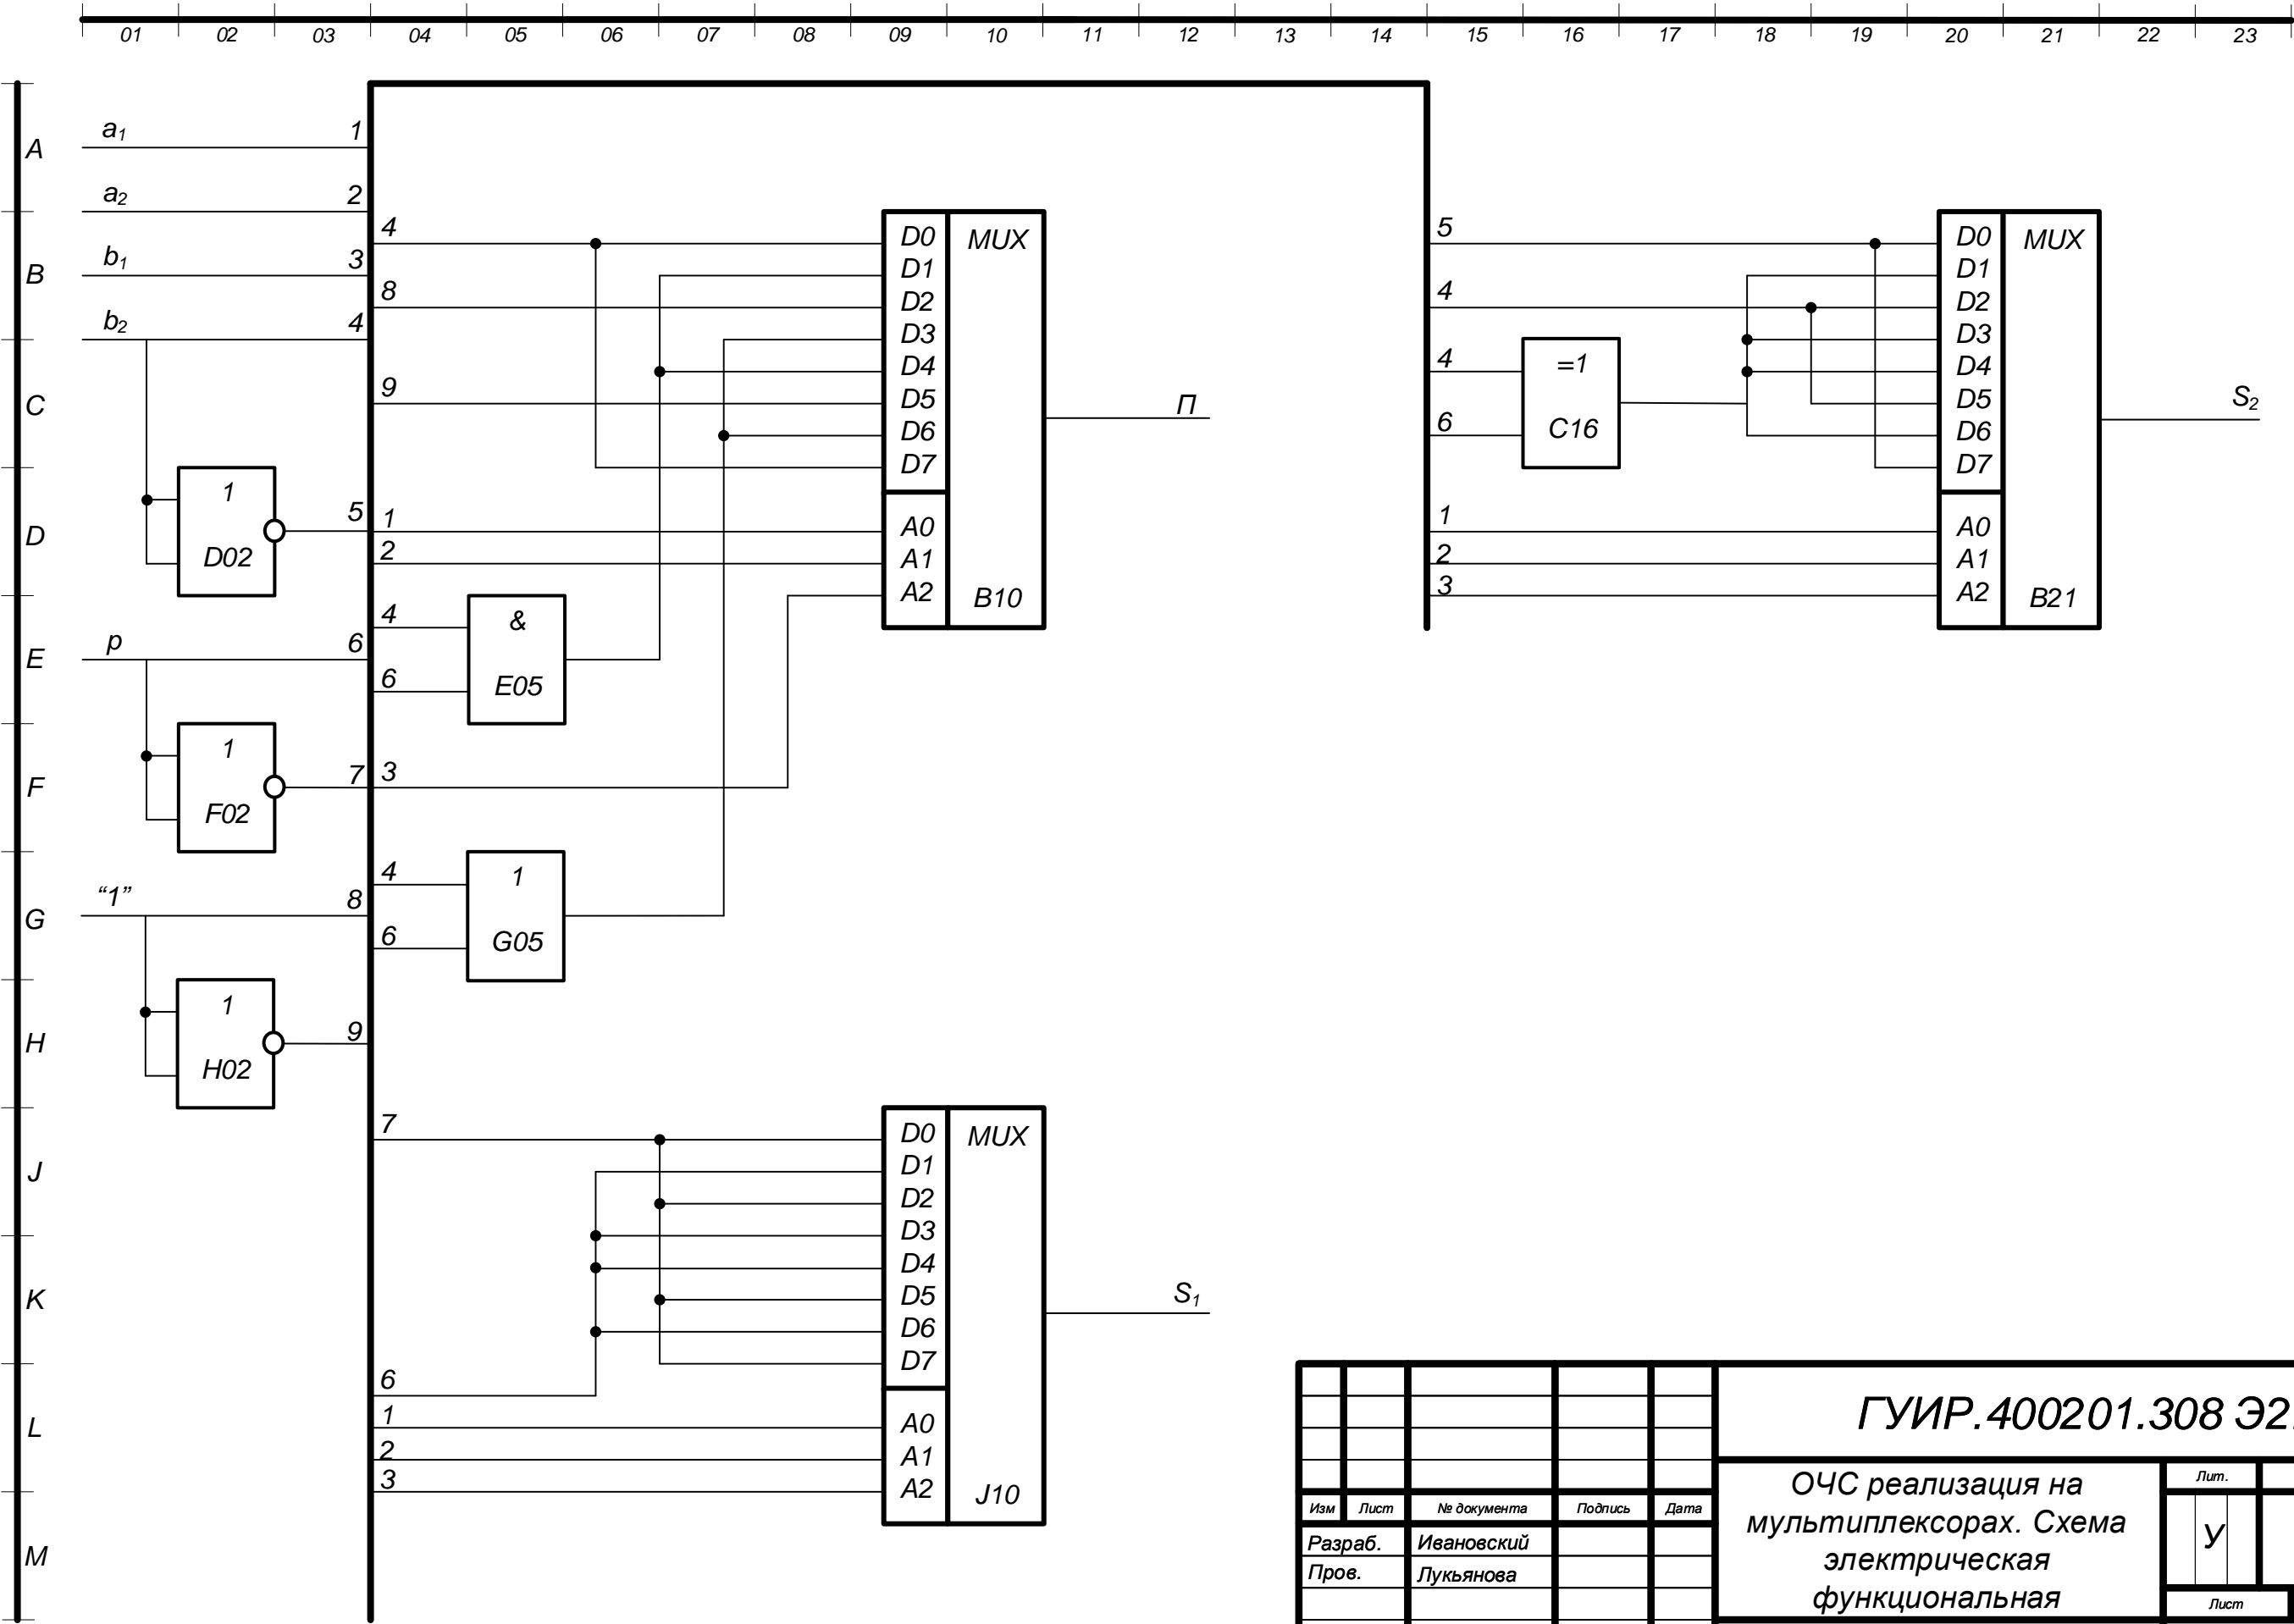 01 02 03 04 05 06 07 08 09 10 11 12 13 14 15 16 17 18 19 20 21 22 23
A
B
C
D
E
F
G
H
J
K
L
M
a1 1
a2 2
b1 3
b2 4
1
D02
5
p 6
1
F02
7
“1” 8
1
H02
9
4
8
9
1
2
4
6
&
E05
3
4
6
1
G05
D0 MUX
D1
D2
D3
D4
D5
D6
D7
A0
A1
A2 B10
П
7
6
1
2
3
D0 MUX
D1
D2
D3
D4
D5
D6
D7
A0
A1
A2 J10
S1
5
4
4
6
=1
C16
1
2
3
D0 MUX
D1
D2
D3
D4
D5
D6
D7
A0
A1
A2 B21
S2
ГУИР.400201.308 Э2
ОЧС реализация на
мультиплексорах. Схема
электрическая
функциональная
Лит.
У
Лист
Изм Лист № документа Подпись Дата
Разраб. Ивановский
Пров. Лукьянова